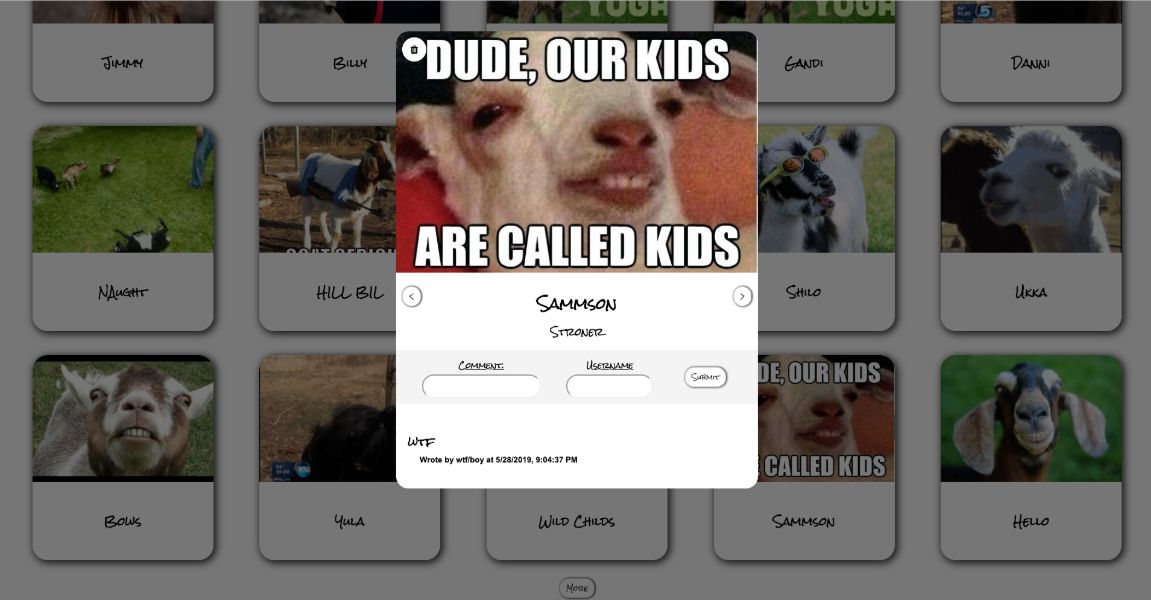 YOGA
YOGA
5
Jimmy
Billy
Gandi
Danni
DUDE, OUR KIDS
ARE CALLED KIDS
<
>
Sammson
Stroner
Comment:
Username
Submit
wtf
Wrote by wtf/boy at 5/28/2019, 9:04:37 PM
NAught
HILL BIL
Shilo
Ukka
DE, OUR KIDS
E CALLED KIDS
Bows
Yula
Wild Childs
Sammson
Hello
More